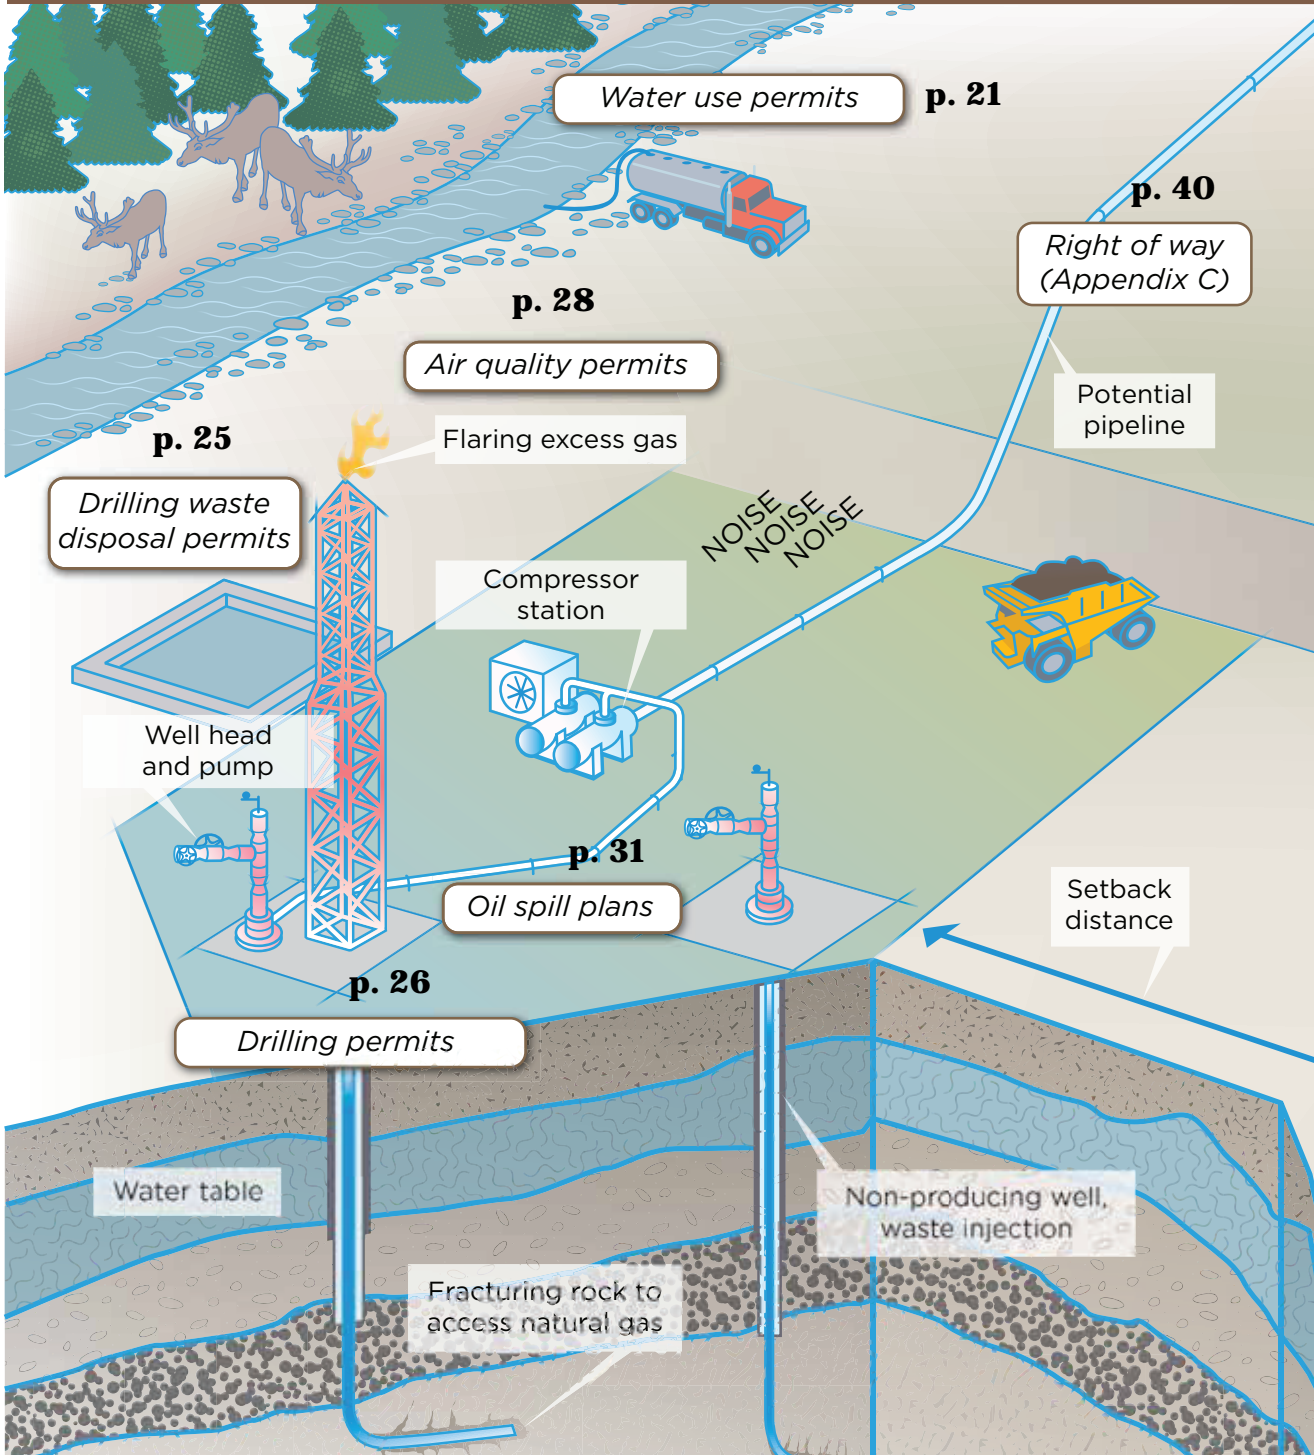 Water use permits
p. 21
p. 40
Right of way
(Appendix C)
p. 28
Air quality permits
Potential
pipeline
p. 25
Flaring excess gas
Drilling waste
disposal permits
NOISE
NOISE
NOISE
Compressor
station
Well head
and pump
p. 31
Oil spill plans
Setback
distance
p. 26
Drilling permits
Water table
Non-producing well,
waste injection
Fracturing rock to
access natural gas